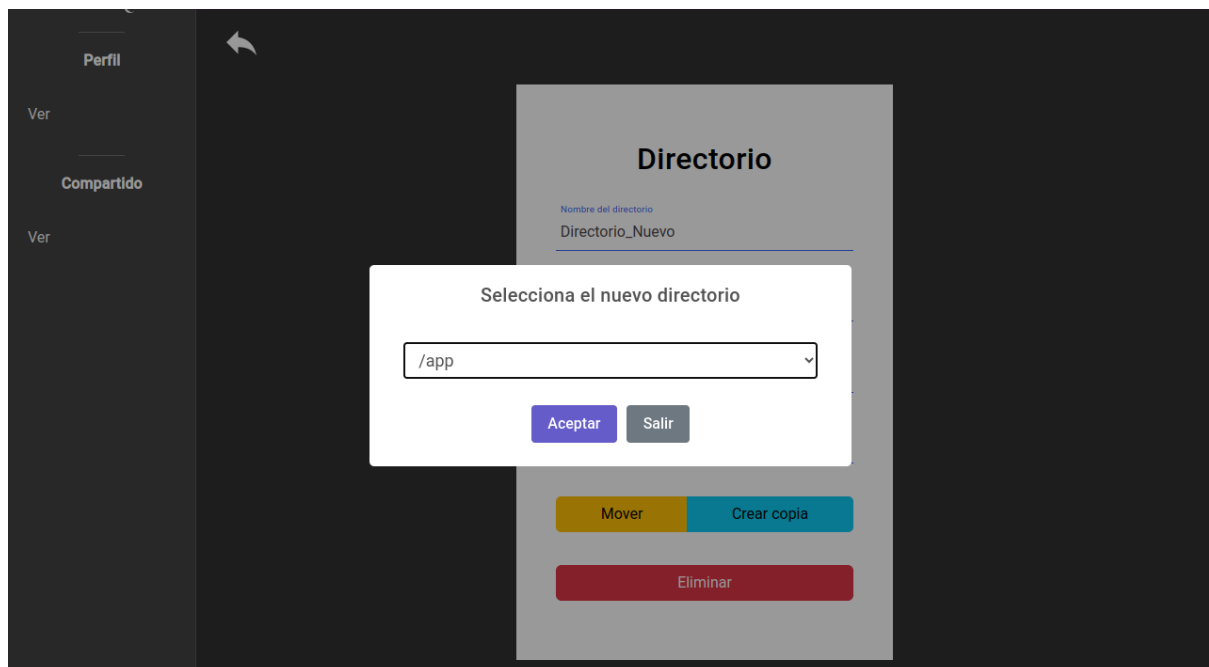 Perfil
Ver
Compartido
Ver
Directorio
Nombre del directorio
Directorio_Nuevo
Selecciona el nuevo directorio
/app
Aceptar Salir
Mover Crear copia
Eliminar